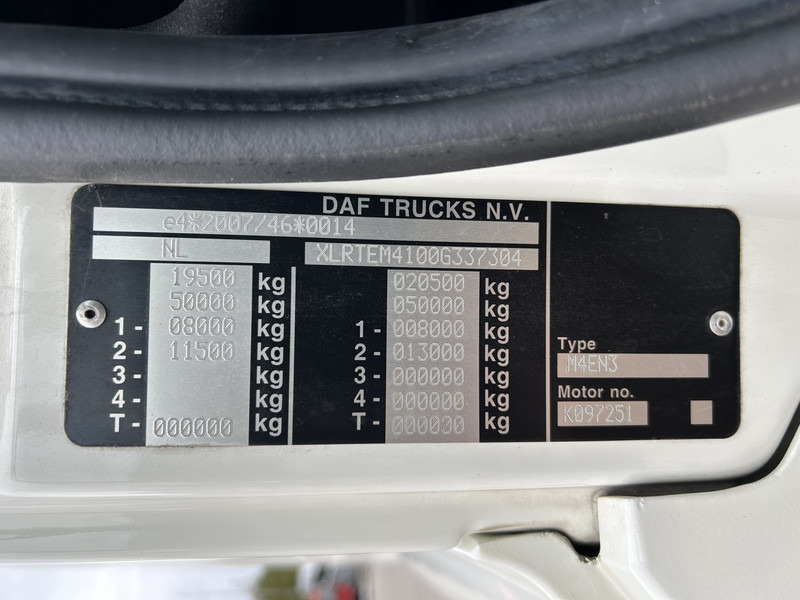 DAF TRUCKS N.V.
e4*2007/46*0014
NL XLRTEM4100G337304
19500 kg 020500 kg
50000 kg 050000 kg
1- 08000 kg 1- 008000 kg
2- 11500 kg 2- 013000 kg
3- kg 3- 000000 kg
4- kg 4- 000000 kg
T- 000000 kg T- 000000 kg
Type
M4EN3
Motor no.
K097251